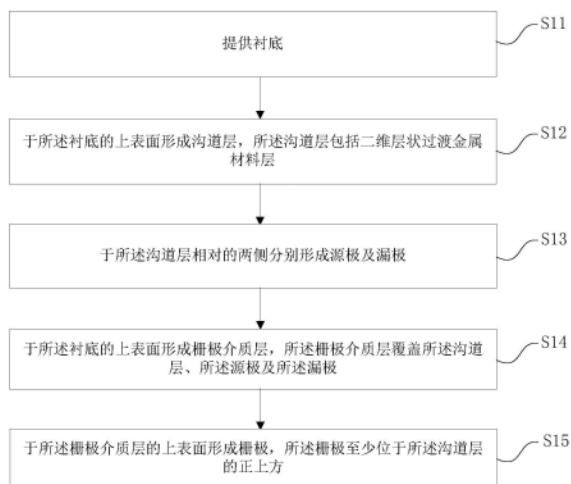 S11
提供衬底
S12
于所述衬底的上表面形成沟道层，所述沟道层包括二维层状过渡金属
材料层
S13
于所述沟道层相对的两侧分别形成源极及漏极
S14
于所述衬底的上表面形成栅极介质层，所述栅极介质层覆盖所述沟道
层、所述源极及所述漏极
S15
于所述栅极介质层的上表面形成栅极，所述栅极至少位于所述沟道层
的正上方